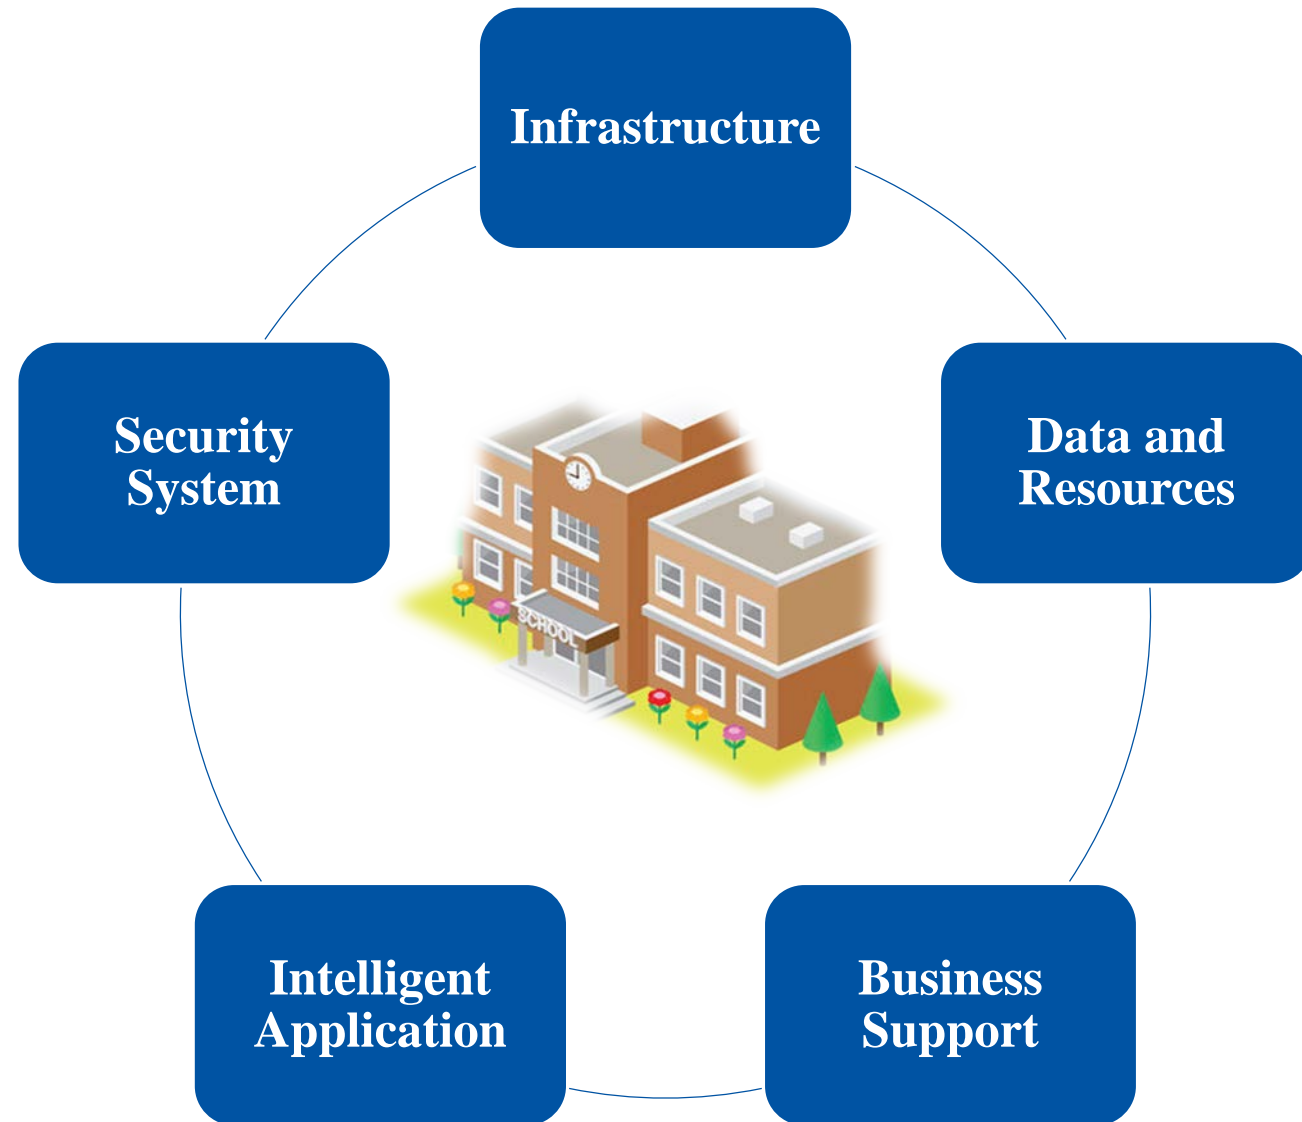 Infrastructure
Security
System
Data and
Resources
SCHOOL
Intelligent
Application
Business
Support